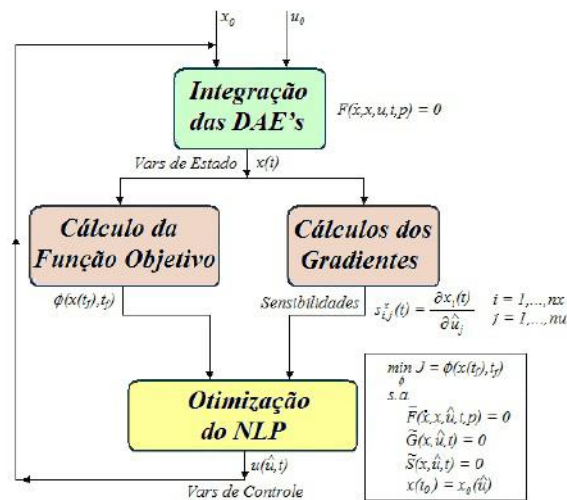 x₀ u₀
Integração
das DAE's
F(ẋ,x,u,t,p) = 0
Vars de Estado x(t)
Cálculo da
Função Objetivo
Cálculos dos
Gradientes
ϕ(x(t_f),t_f)
Sensibilidades
s^x_{i,j}(t) = ∂x_i(t) / ∂û_j
i = 1,...,nx
j = 1,...,nu
Otimização
do NLP
min J = ϕ(x(t_f),t_f)
s.a
F̄(ẋ,x,û,t,p) = 0
G̃(x,û,t) = 0
S̃(x,û,t) = 0
x(t₀) = x₀(û)
u(û,t)
Vars de Controle